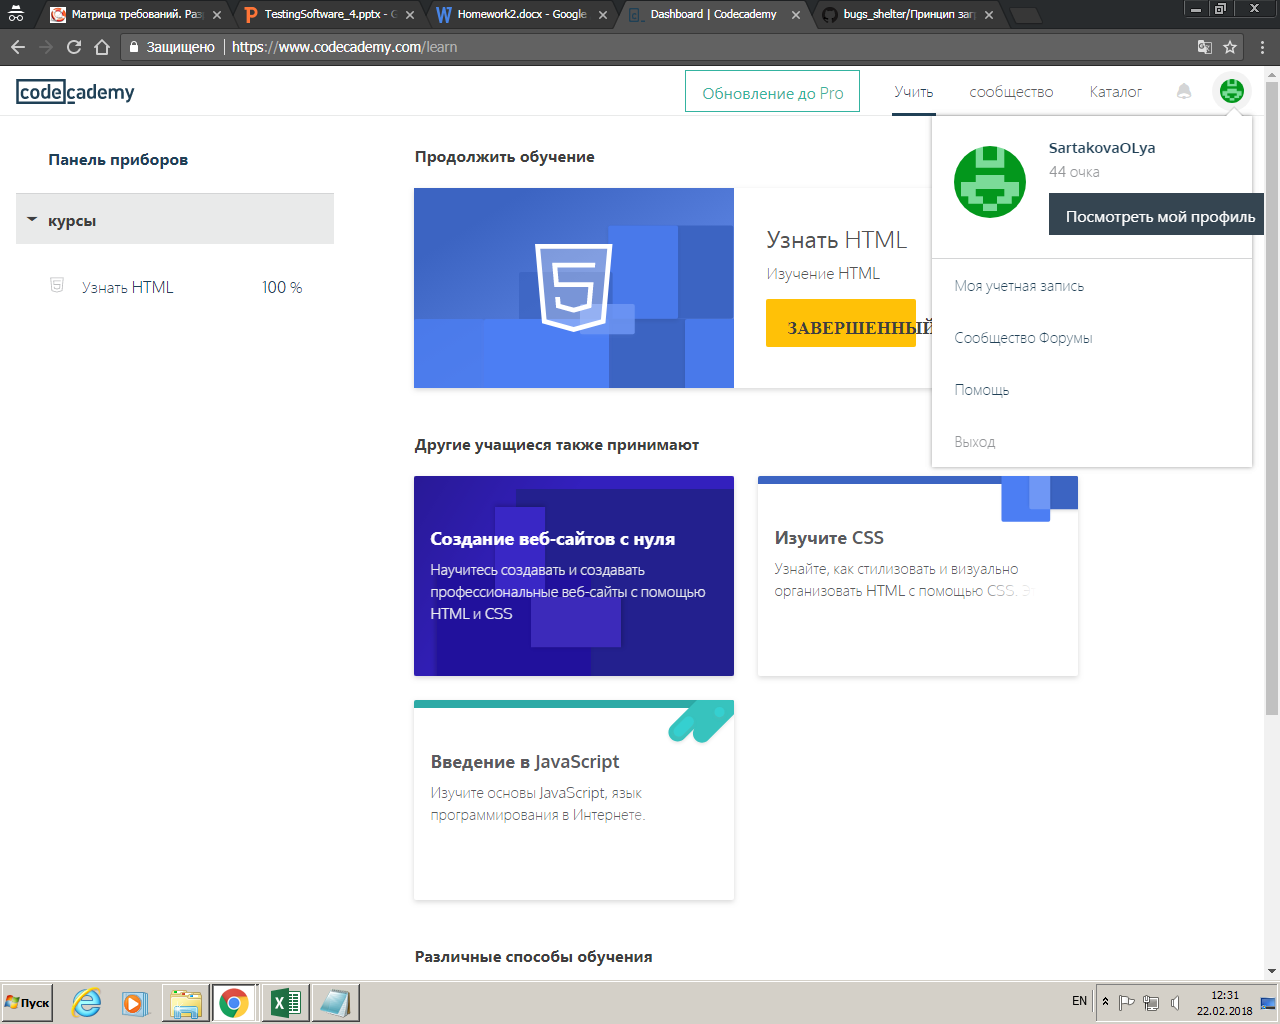 Матрица требований. Раз
TestingSoftware_4.pptx - G
Homework2.docx - Google
Dashboard | Codecademy
bugs_shelter/Принцип заг
Защищено
https://www.codecademy.com/learn
codecademy
Обновление до Pro
Учить
сообщество
Каталог
SartakovaOLya
44 очка
Посмотреть мой профиль
Моя учетная запись
Сообщество Форумы
Помощь
Выход
Панель приборов
курсы
Узнать HTML 100 %
Продолжить обучение
Узнать HTML
Изучение HTML
ЗАВЕРШЕННЫЙ
Другие учащиеся также принимают
Создание веб-сайтов с нуля
Научитесь создавать и создавать
профессиональные веб-сайты с помощью
HTML и CSS
Изучите CSS
Узнайте, как стилизовать и визуально
организовать HTML с помощью CSS. Э
Введение в JavaScript
Изучите основы JavaScript, язык
программирования в Интернете.
Различные способы обучения
Пуск
EN
12:31
22.02.2018